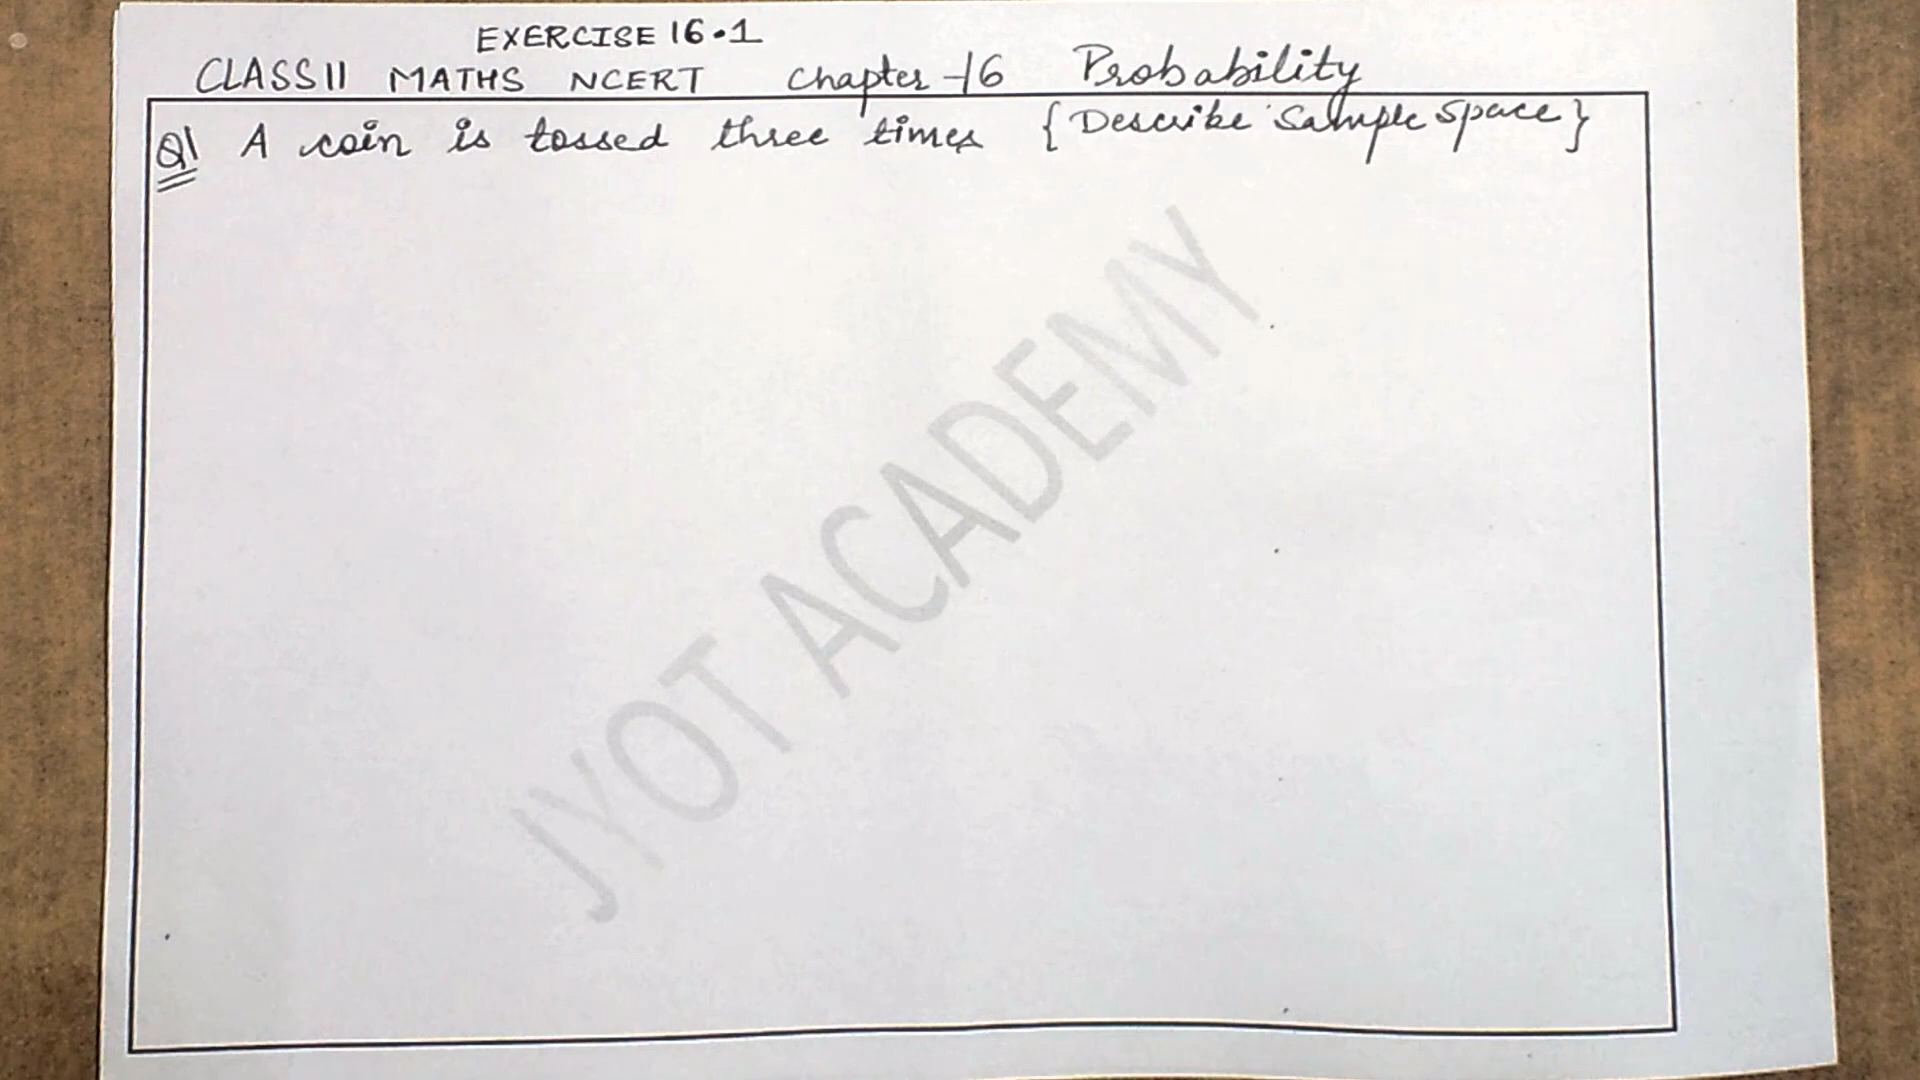 EXERCISE 16.1
CLASS 11 MATHS NCERT Chapter-16 Probability
Q1 A coin is tossed three times {Describe Sample space}
JYOT ACADEMY